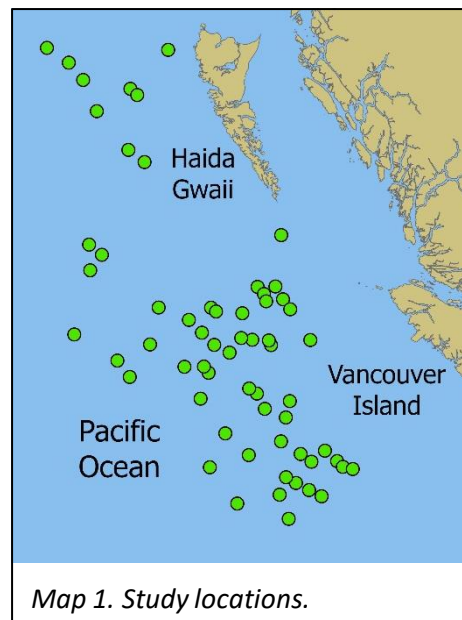 Haida
Gwaii
Vancouver
Island
Pacific
Ocean
Map 1. Study locations.